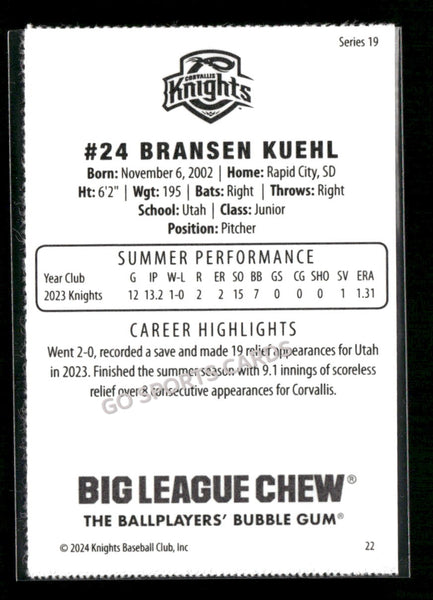 Series 19
CORVALLIS
Knights
#24 BRANSEN KUEHL
Born: November 6, 2002 | Home: Rapid City, SD
Ht: 6'2" | Wgt: 195 | Bats: Right | Throws: Right
School: Utah | Class: Junior
Position: Pitcher
SUMMER PERFORMANCE
Year Club G IP W-L R ER SO BB GS CG SHO SV ERA
2023 Knights 12 13.2 1-0 2 2 15 7 0 0 0 1 1.31
CAREER HIGHLIGHTS
Went 2-0, recorded a save and made 19 relief appearances for Utah
in 2023. Finished the summer season with 9.1 innings of scoreless
relief over 8 consecutive appearances for Corvallis.
GO SPORTS CARDS
BIG LEAGUE CHEW®
THE BALLPLAYERS' BUBBLE GUM®
© 2024 Knights Baseball Club, Inc
22